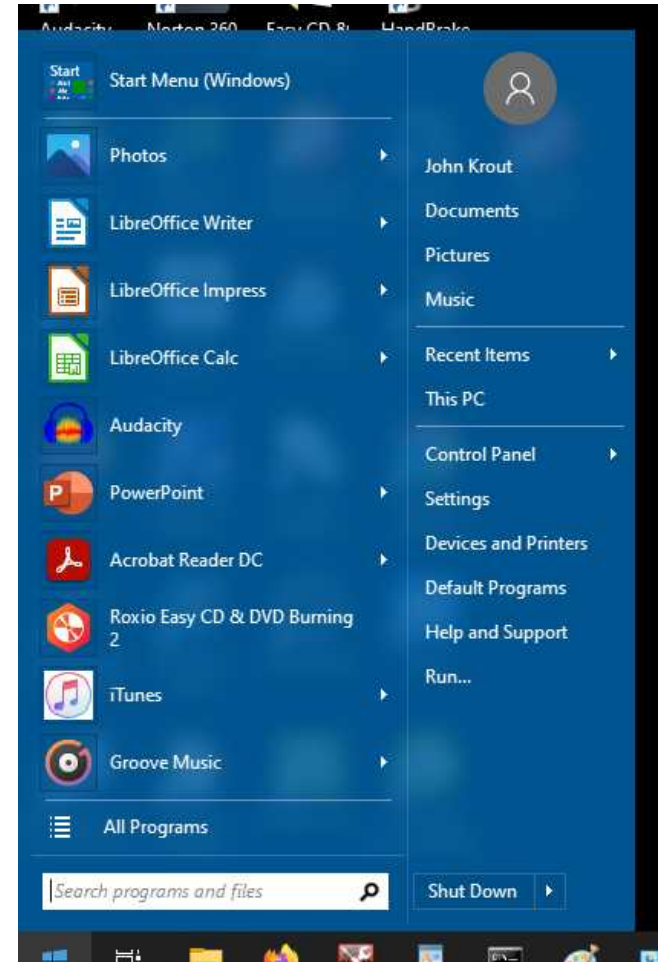 Audacity Norton 360 Easy CD & HandBrake
Start
Start Menu (Windows)
Photos
LibreOffice Writer
LibreOffice Impress
LibreOffice Calc
Audacity
P
PowerPoint
Acrobat Reader DC
Roxio Easy CD & DVD Burning
2
iTunes
Groove Music
All Programs
Search programs and files
John Krout
Documents
Pictures
Music
Recent Items
This PC
Control Panel
Settings
Devices and Printers
Default Programs
Help and Support
Run...
Shut Down